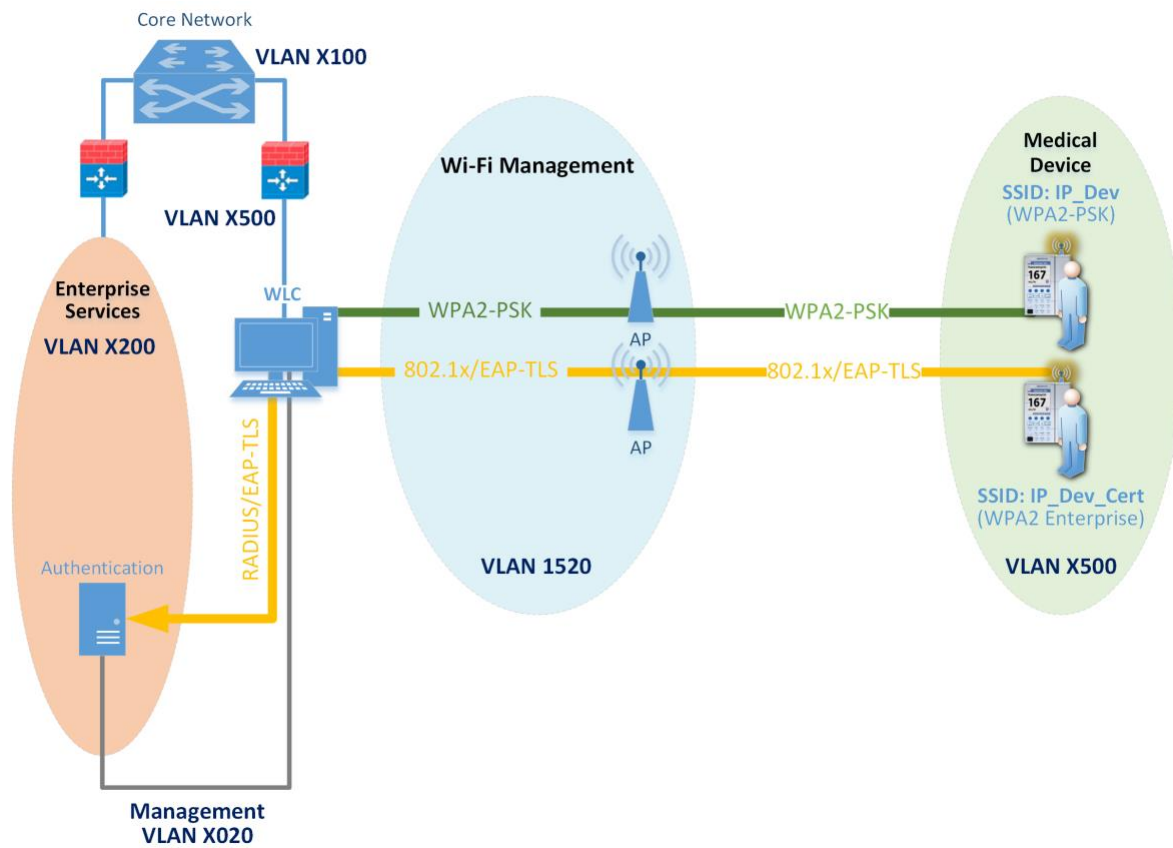 Core Network
VLAN X100
VLAN X500
Enterprise
Services
VLAN X200
WLC
Authentication
RADIUS/EAP-TLS
Management
VLAN X020
Wi-Fi Management
WPA2-PSK
AP
802.1x/EAP-TLS
AP
VLAN 1520
WPA2-PSK
802.1x/EAP-TLS
Medical
Device
SSID: IP_Dev
(WPA2-PSK)
167
167
SSID: IP_Dev_Cert
(WPA2 Enterprise)
VLAN X500